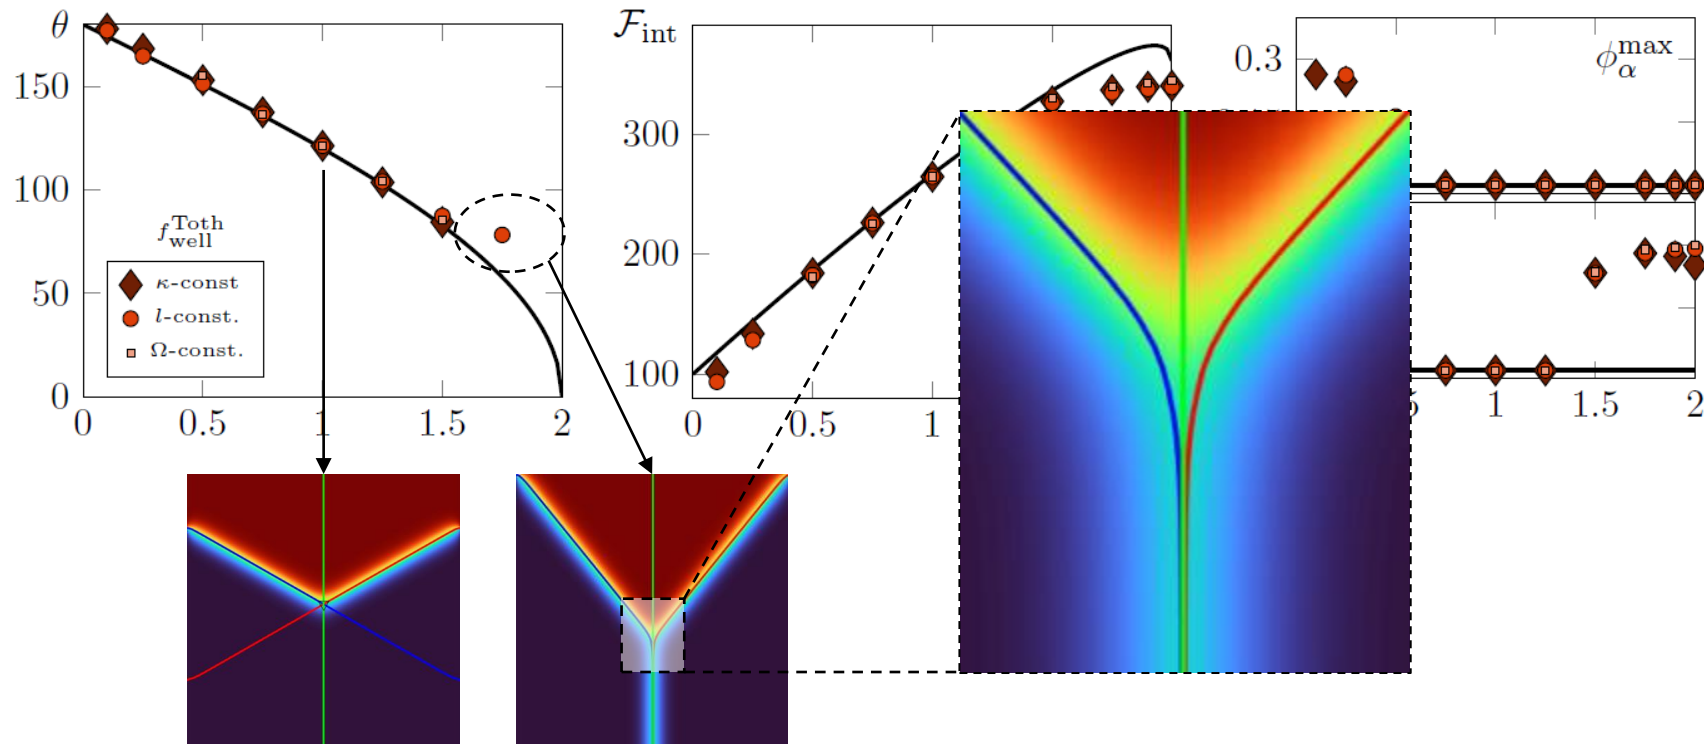 θ
150
100
50
0
f_well^Toth
κ-const
l-const.
Ω-const.
0 0.5 1 1.5 2
F_int
300
200
100
0 0.5 1
0.3
ϕ_α^max
1 1.5 2